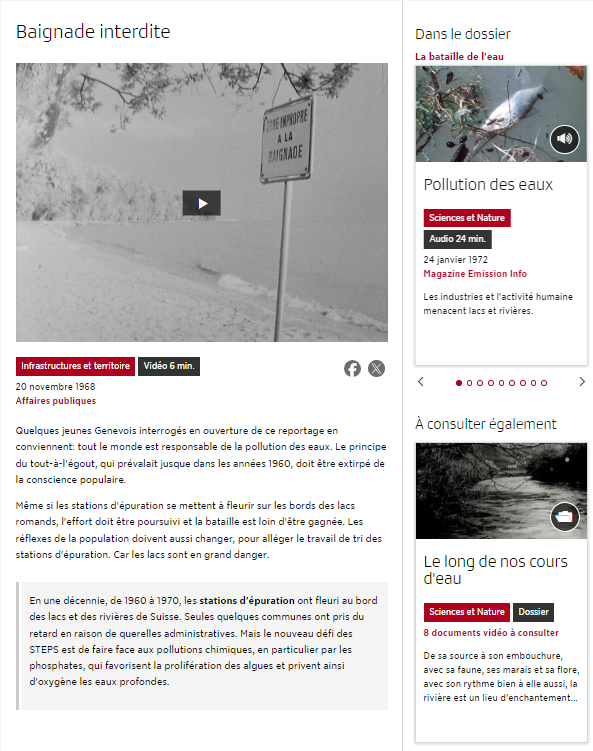 Baignade interdite
ZONE IMPROPRE
A LA
BAIGNADE
Infrastructures et territoire
Vidéo 6 min.
20 novembre 1968
Affaires publiques
Quelques jeunes Genevois interrogés en ouverture de ce reportage en
conviennent: tout le monde est responsable de la pollution des eaux. Le principe
du tout-à-l'égout, qui prévalait jusque dans les années 1960, doit être extirpé de
la conscience populaire.
Même si les stations d'épuration se mettent à fleurir sur les bords des lacs
romands, l'effort doit être poursuivi et la bataille est loin d'être gagnée. Les
réflexes de la population doivent aussi changer, pour alléger le travail de tri des
stations d'épuration. Car les lacs sont en grand danger.
En une décennie, de 1960 à 1970, les stations d'épuration ont fleuri au bord
des lacs et des rivières de Suisse. Seules quelques communes ont pris du
retard en raison de querelles administratives. Mais le nouveau défi des
STEPS est de faire face aux pollutions chimiques, en particulier par les
phosphates, qui favorisent la prolifération des algues et privent ainsi
d'oxygène les eaux profondes.
Dans le dossier
La bataille de l'eau
Pollution des eaux
Sciences et Nature
Audio 24 min.
24 janvier 1972
Magazine Emission Info
Les industries et l'activité humaine
menacent lacs et rivières.
À consulter également
Le long de nos cours
d'eau
Sciences et Nature
Dossier
8 documents vidéo à consulter
De sa source à son embouchure,
avec sa faune, ses marais et sa flore,
avec son rythme bien à elle aussi, la
rivière est un lieu d'enchantement...